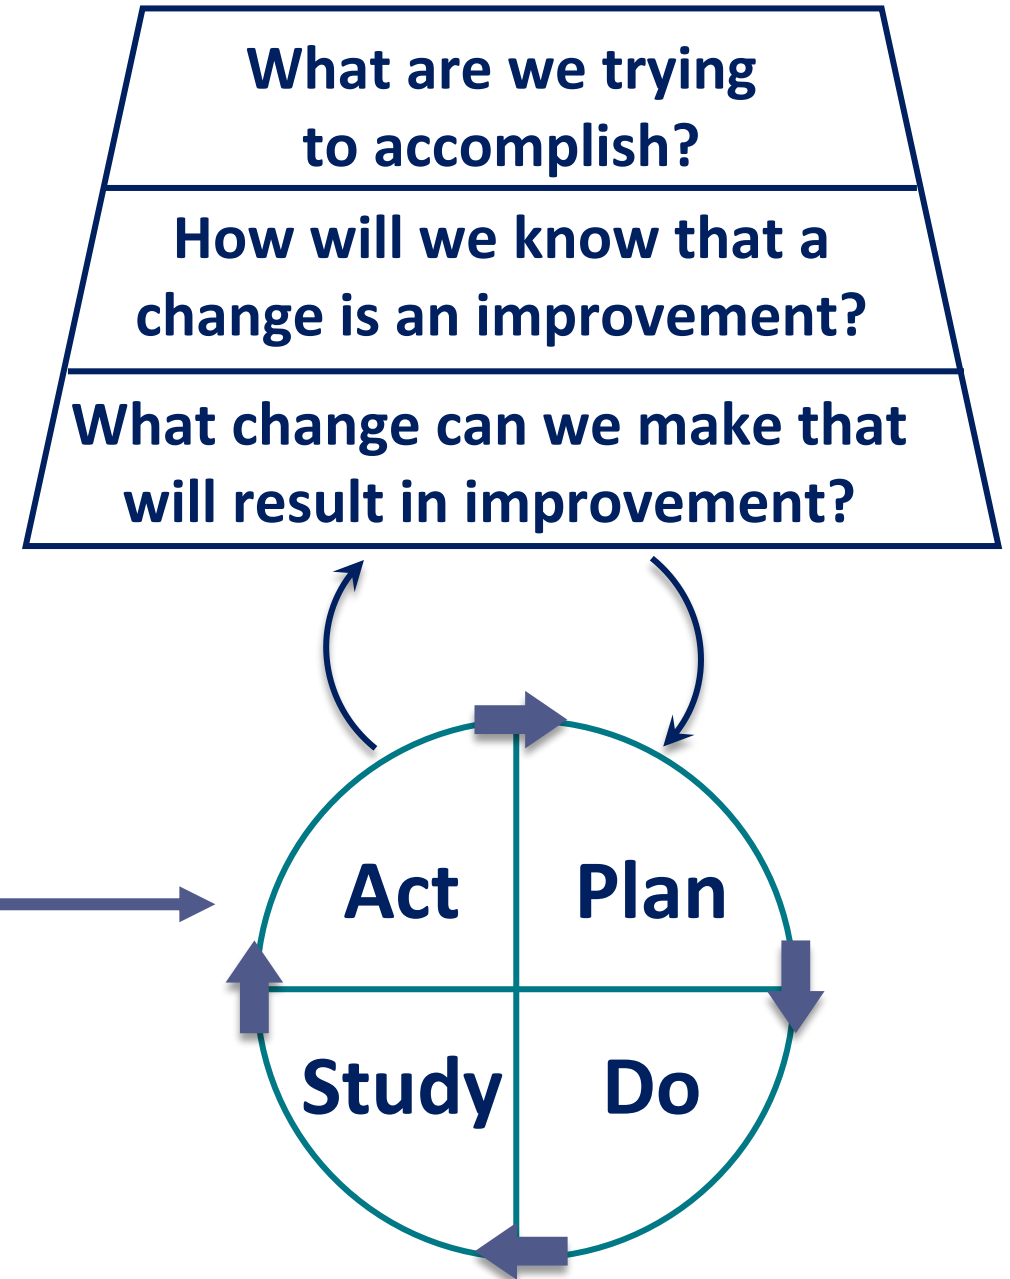 What are we trying
to accomplish?
How will we know that a
change is an improvement?
What change can we make that
will result in improvement?
Act
Plan
Study
Do